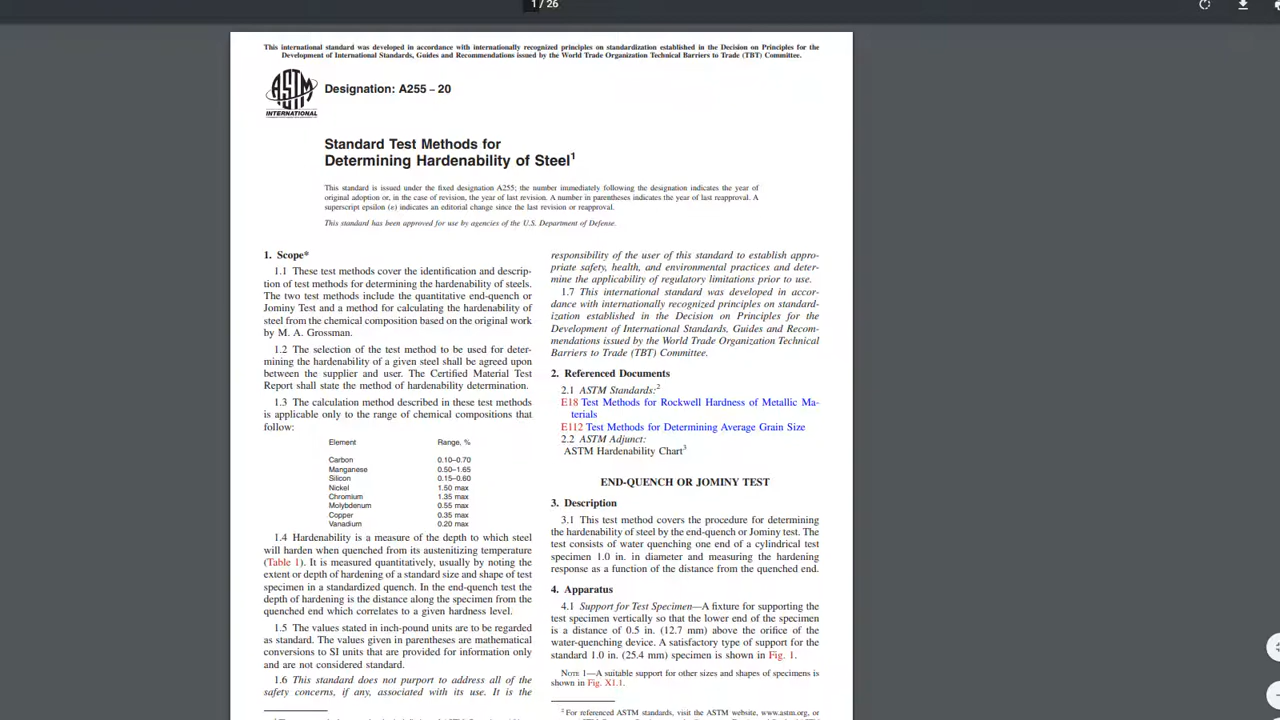 1 / 26
This international standard was developed in accordance with internationally recognized principles on standardization established in the Decision on Principles for the
Development of International Standards, Guides and Recommendations issued by the World Trade Organization Technical Barriers to Trade (TBT) Committee.
ASTM
INTERNATIONAL
Designation: A255 – 20
Standard Test Methods for
Determining Hardenability of Steel1
This standard is issued under the fixed designation A255; the number immediately following the designation indicates the year of
original adoption or, in the case of revision, the year of last revision. A number in parentheses indicates the year of last reapproval. A
superscript epsilon (ε) indicates an editorial change since the last revision or reapproval.
This standard has been approved for use by agencies of the U.S. Department of Defense.
1. Scope*
1.1 These test methods cover the identification and descrip-
tion of test methods for determining the hardenability of steels.
The two test methods include the quantitative end-quench or
Jominy Test and a method for calculating the hardenability of
steel from the chemical composition based on the original work
by M. A. Grossman.
1.2 The selection of the test method to be used for deter-
mining the hardenability of a given steel shall be agreed upon
between the supplier and user. The Certified Material Test
Report shall state the method of hardenability determination.
1.3 The calculation method described in these test methods
is applicable only to the range of chemical compositions that
follow:
Element Range, %
Carbon 0.10–0.70
Manganese 0.50–1.65
Silicon 0.15–0.60
Nickel 1.50 max
Chromium 1.35 max
Molybdenum 0.55 max
Copper 0.35 max
Vanadium 0.20 max
1.4 Hardenability is a measure of the depth to which steel
will harden when quenched from its austenitizing temperature
(Table 1). It is measured quantitatively, usually by noting the
extent or depth of hardening of a standard size and shape of test
specimen in a standardized quench. In the end-quench test the
depth of hardening is the distance along the specimen from the
quenched end which correlates to a given hardness level.
1.5 The values stated in inch-pound units are to be regarded
as standard. The values given in parentheses are mathematical
conversions to SI units that are provided for information only
and are not considered standard.
1.6 This standard does not purport to address all of the
safety concerns, if any, associated with its use. It is the
responsibility of the user of this standard to establish appro-
priate safety, health, and environmental practices and deter-
mine the applicability of regulatory limitations prior to use.
1.7 This international standard was developed in accor-
dance with internationally recognized principles on standard-
ization established in the Decision on Principles for the
Development of International Standards, Guides and Recom-
mendations issued by the World Trade Organization Technical
Barriers to Trade (TBT) Committee.
2. Referenced Documents
2.1 ASTM Standards:2
E18 Test Methods for Rockwell Hardness of Metallic Ma-
terials
E112 Test Methods for Determining Average Grain Size
2.2 ASTM Adjunct:
ASTM Hardenability Chart3
END-QUENCH OR JOMINY TEST
3. Description
3.1 This test method covers the procedure for determining
the hardenability of steel by the end-quench or Jominy test. The
test consists of water quenching one end of a cylindrical test
specimen 1.0 in. in diameter and measuring the hardening
response as a function of the distance from the quenched end.
4. Apparatus
4.1 Support for Test Specimen—A fixture for supporting the
test specimen vertically so that the lower end of the specimen
is a distance of 0.5 in. (12.7 mm) above the orifice of the
water-quenching device. A satisfactory type of support for the
standard 1.0 in. (25.4 mm) specimen is shown in Fig. 1.
NOTE 1—A suitable support for other sizes and shapes of specimens is
shown in Fig. X1.1.
2 For referenced ASTM standards, visit the ASTM website, www.astm.org, or